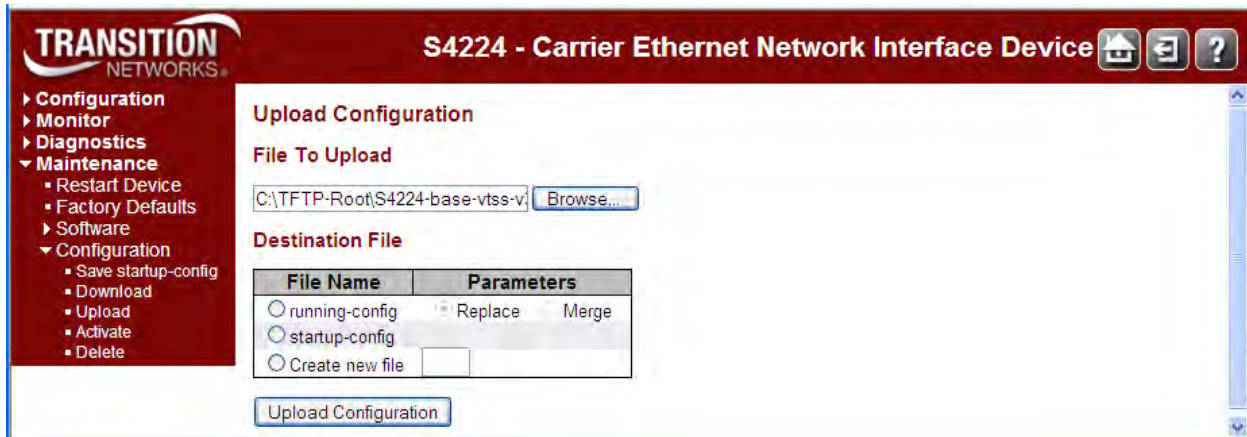 TRANSITION
NETWORKS®
S4224 - Carrier Ethernet Network Interface Device
?
Configuration
Monitor
Diagnostics
Maintenance
Restart Device
Factory Defaults
Software
Configuration
Save startup-config
Download
Upload
Activate
Delete
Upload Configuration
File To Upload
C:\TFTP-Root\S4224-base-vtss-v Browse...
Destination File
File Name Parameters
running-config Replace Merge
startup-config
Create new file
Upload Configuration